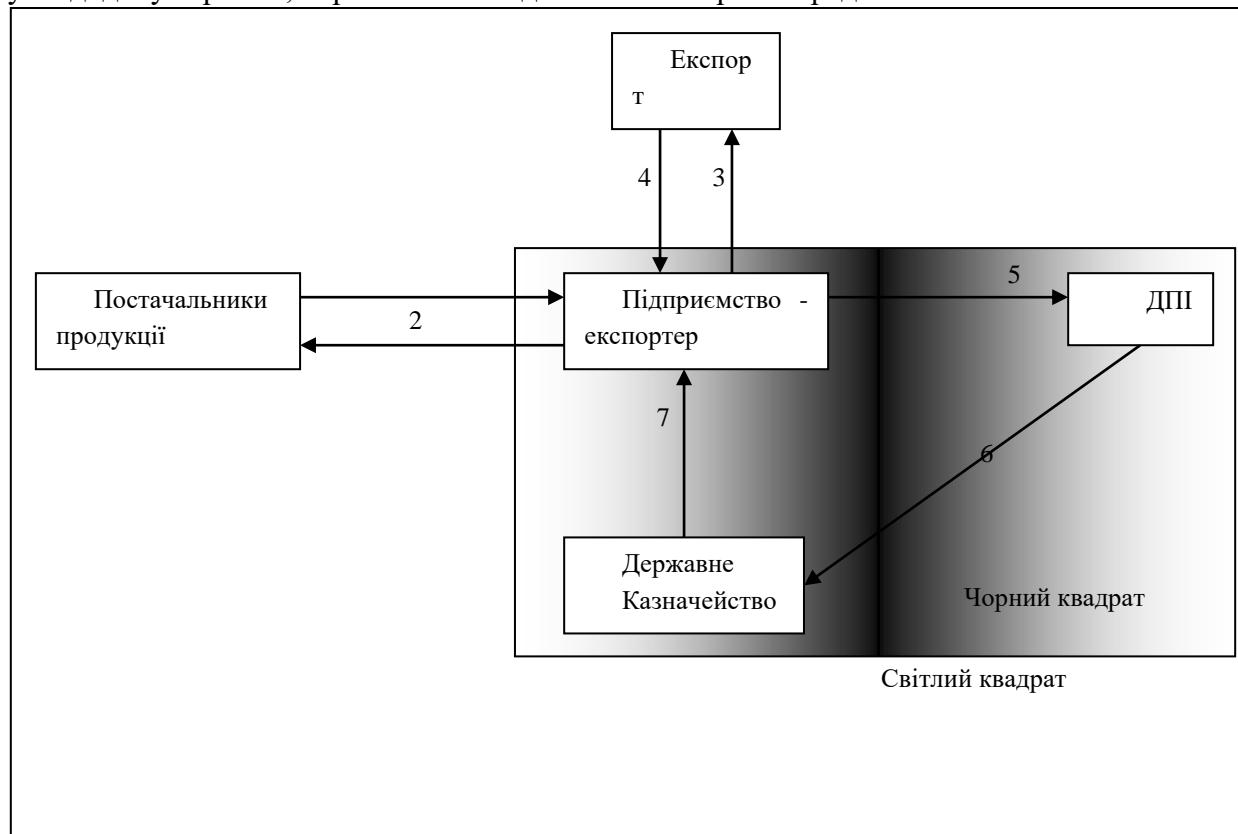 Експор
т
4
3
Постачальники
продукції
2
Підприємство -
експортер
5
ДПІ
7
6
Державне
Казначейство
Чорний квадрат
Світлий квадрат